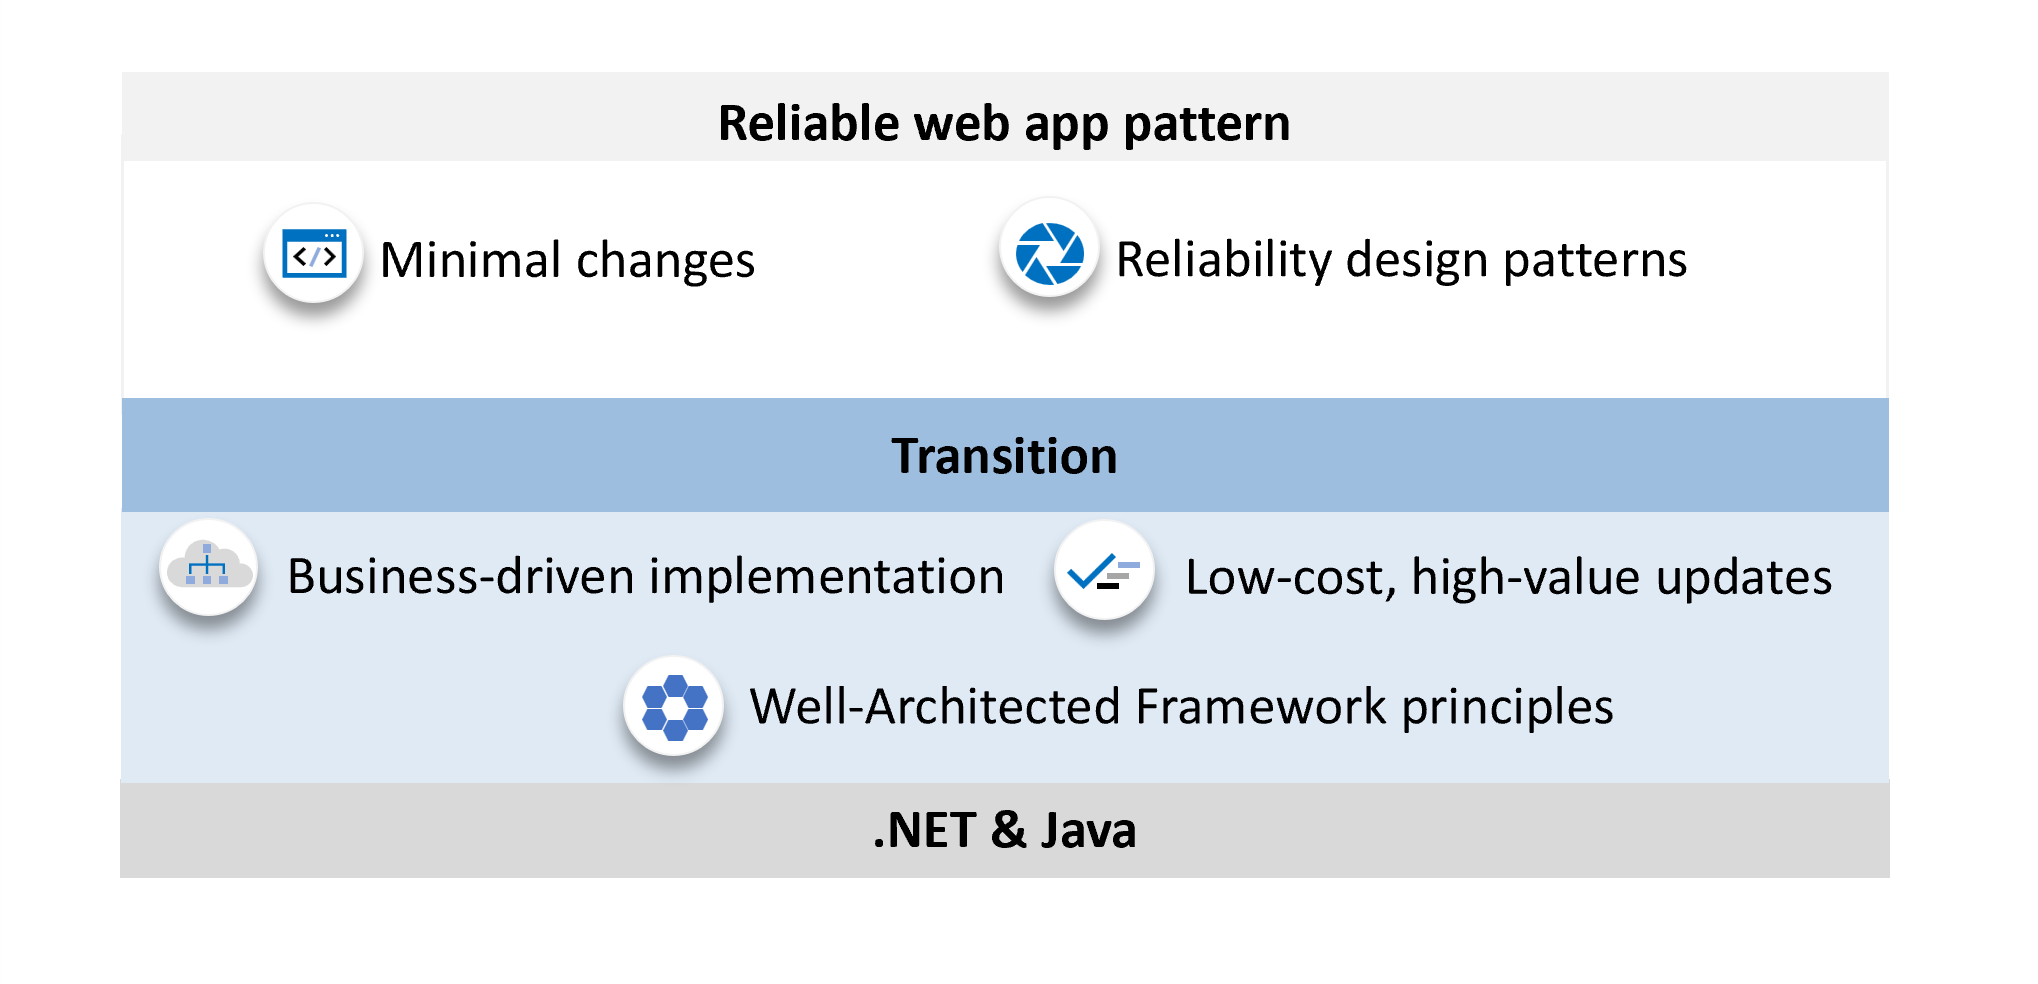 Reliable web app pattern
Minimal changes
Reliability design patterns
Transition
Business-driven implementation
Low-cost, high-value updates
Well-Architected Framework principles
.NET & Java